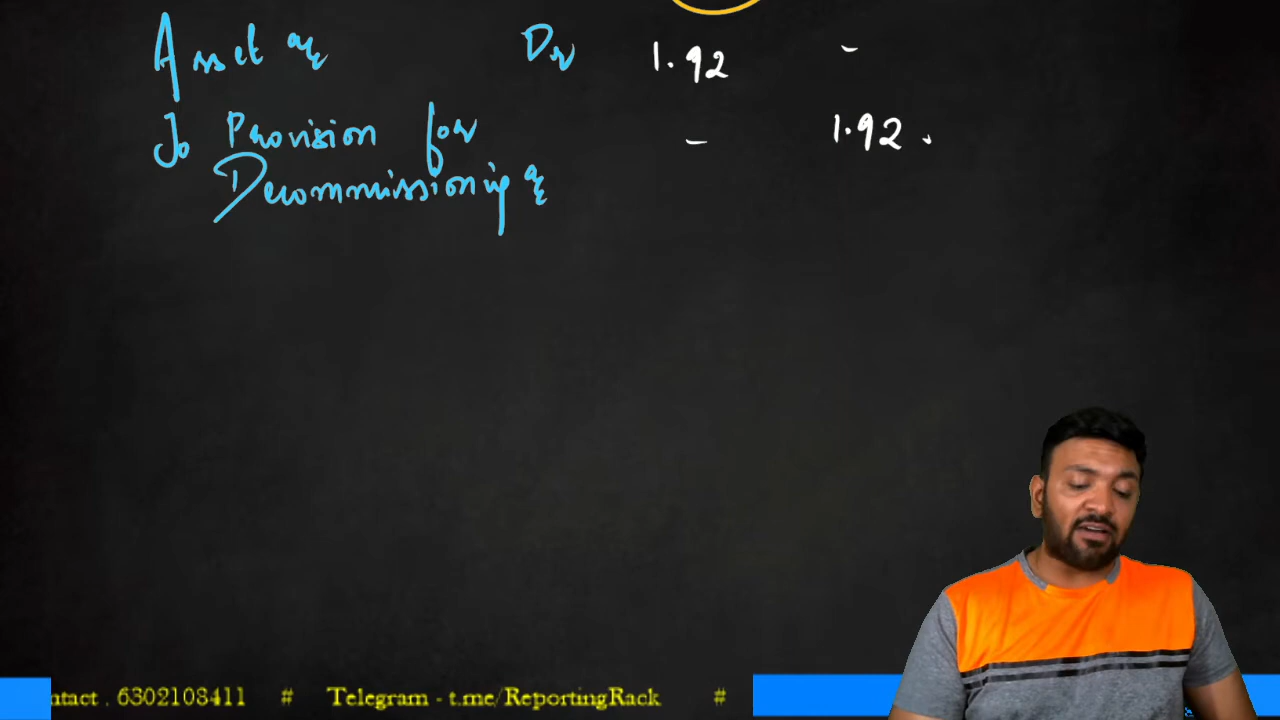 Asset a/c Dr 1.92 -
To Provision for - 1.92
Decommissioning a/c
ntact . 6302108411 # Telegram - t.me/ReportingRack #